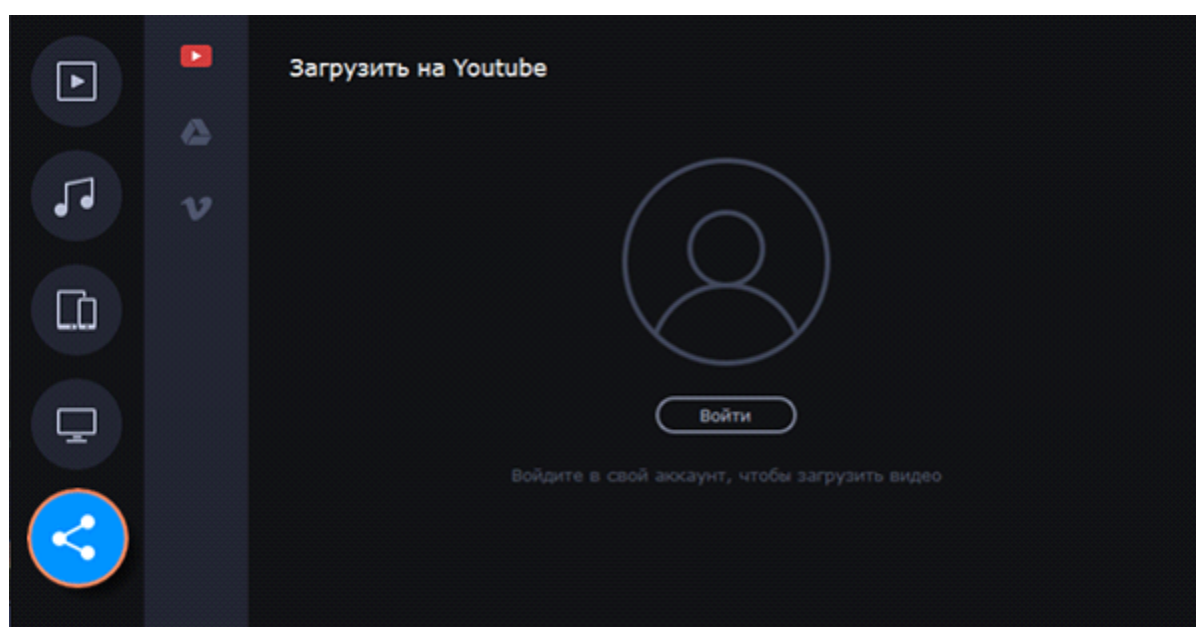 Загрузить на Youtube
Войти
Войдите в свой аккаунт, чтобы загрузить видео